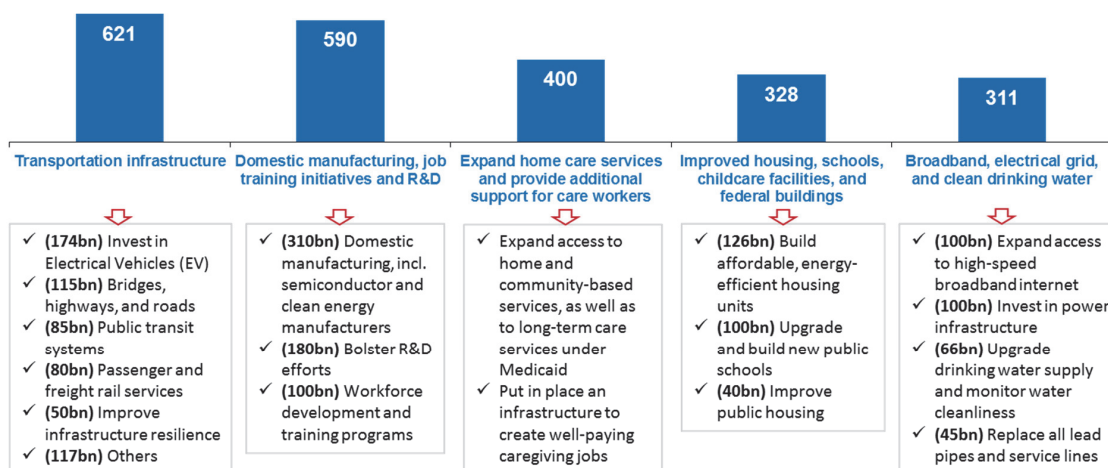 621
590
400
328
311
Transportation infrastructure
Domestic manufacturing, job
training initiatives and R&D
Expand home care services
and provide additional
support for care workers
Improved housing, schools,
childcare facilities, and
federal buildings
Broadband, electrical grid,
and clean drinking water
✓ (174bn) Invest in
Electrical Vehicles (EV)
✓ (115bn) Bridges,
highways, and roads
✓ (85bn) Public transit
systems
✓ (80bn) Passenger and
freight rail services
✓ (50bn) Improve
infrastructure resilience
✓ (117bn) Others
✓ (310bn) Domestic
manufacturing, incl.
semiconductor and
clean energy
manufacturers
✓ (180bn) Bolster R&D
efforts
✓ (100bn) Workforce
development and
training programs
✓ Expand access to
home and
community-based
services, as well as
to long-term care
services under
Medicaid
✓ Put in place an
infrastructure to
create well-paying
caregiving jobs
✓ (126bn) Build
affordable, energy-
efficient housing
units
✓ (100bn) Upgrade
and build new public
schools
✓ (40bn) Improve
public housing
✓ (100bn) Expand access
to high-speed
broadband internet
✓ (100bn) Invest in power
infrastructure
✓ (66bn) Upgrade
drinking water supply
and monitor water
cleanliness
✓ (45bn) Replace all lead
pipes and service lines